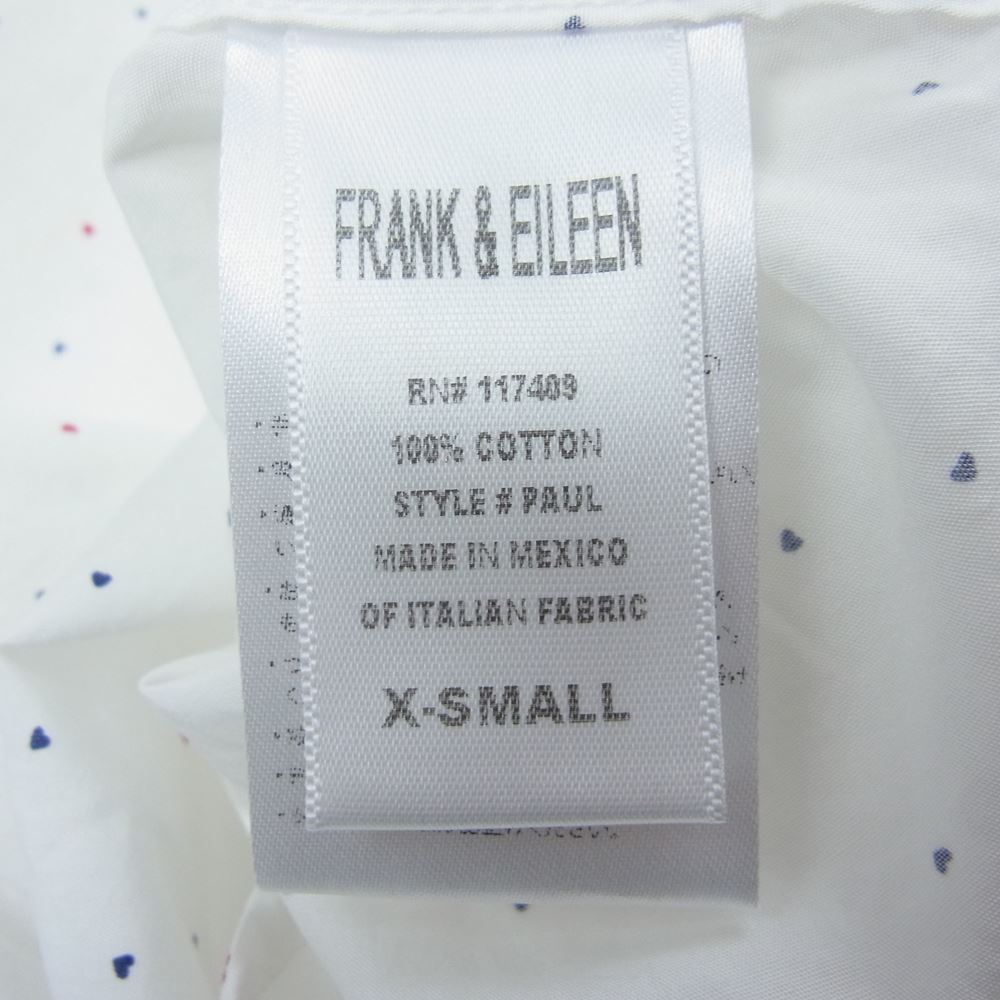 FRANK & EILEEN
RN# 117409
100% COTTON
STYLE # PAUL
MADE IN MEXICO
OF ITALIAN FABRIC
X-SMALL